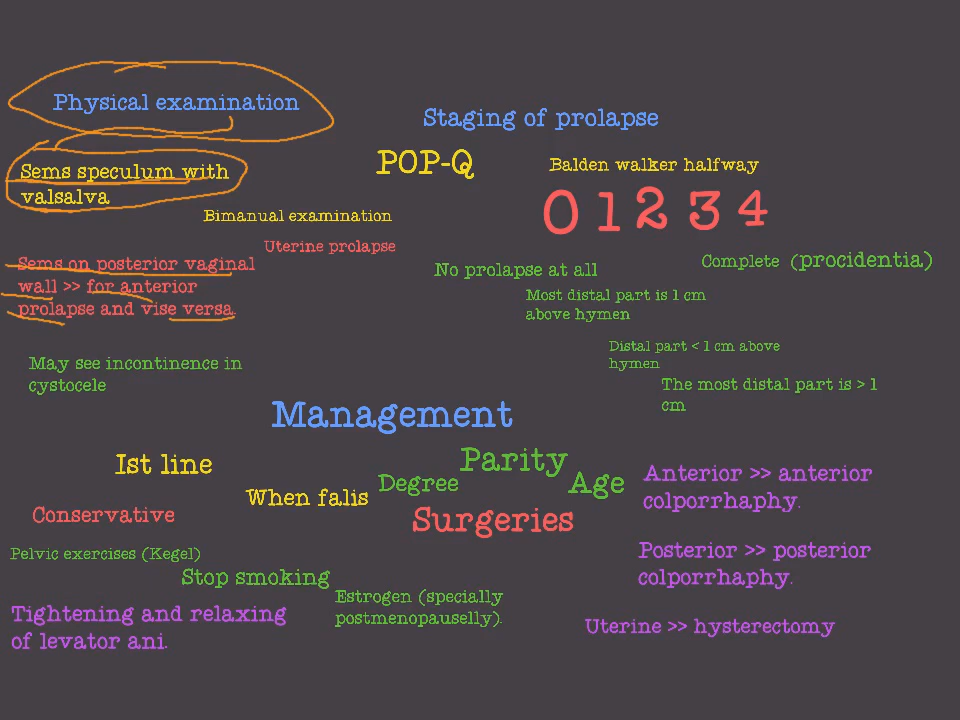 Physical examination
Staging of prolapse
Sems speculum with
valsalva
POP-Q
Balden walker halfway
0 1 2 3 4
Bimanual examination
Uterine prolapse
Sems on posterior vaginal
wall >> for anterior
prolapse and vise versa.
No prolapse at all
Complete (procidentia)
Most distal part is 1 cm
above hymen
Distal part < 1 cm above
hymen
The most distal part is > 1
cm
May see incontinence in
cystocele
Management
Ist line
When falis
Degree
Parity
Age
Conservative
Surgeries
Anterior >> anterior
colporrhaphy.
Pelvic exercises (Kegel)
Stop smoking
Estrogen (specially
postmenopauselly).
Posterior >> posterior
colporrhaphy.
Tightening and relaxing
of levator ani.
Uterine >> hysterectomy